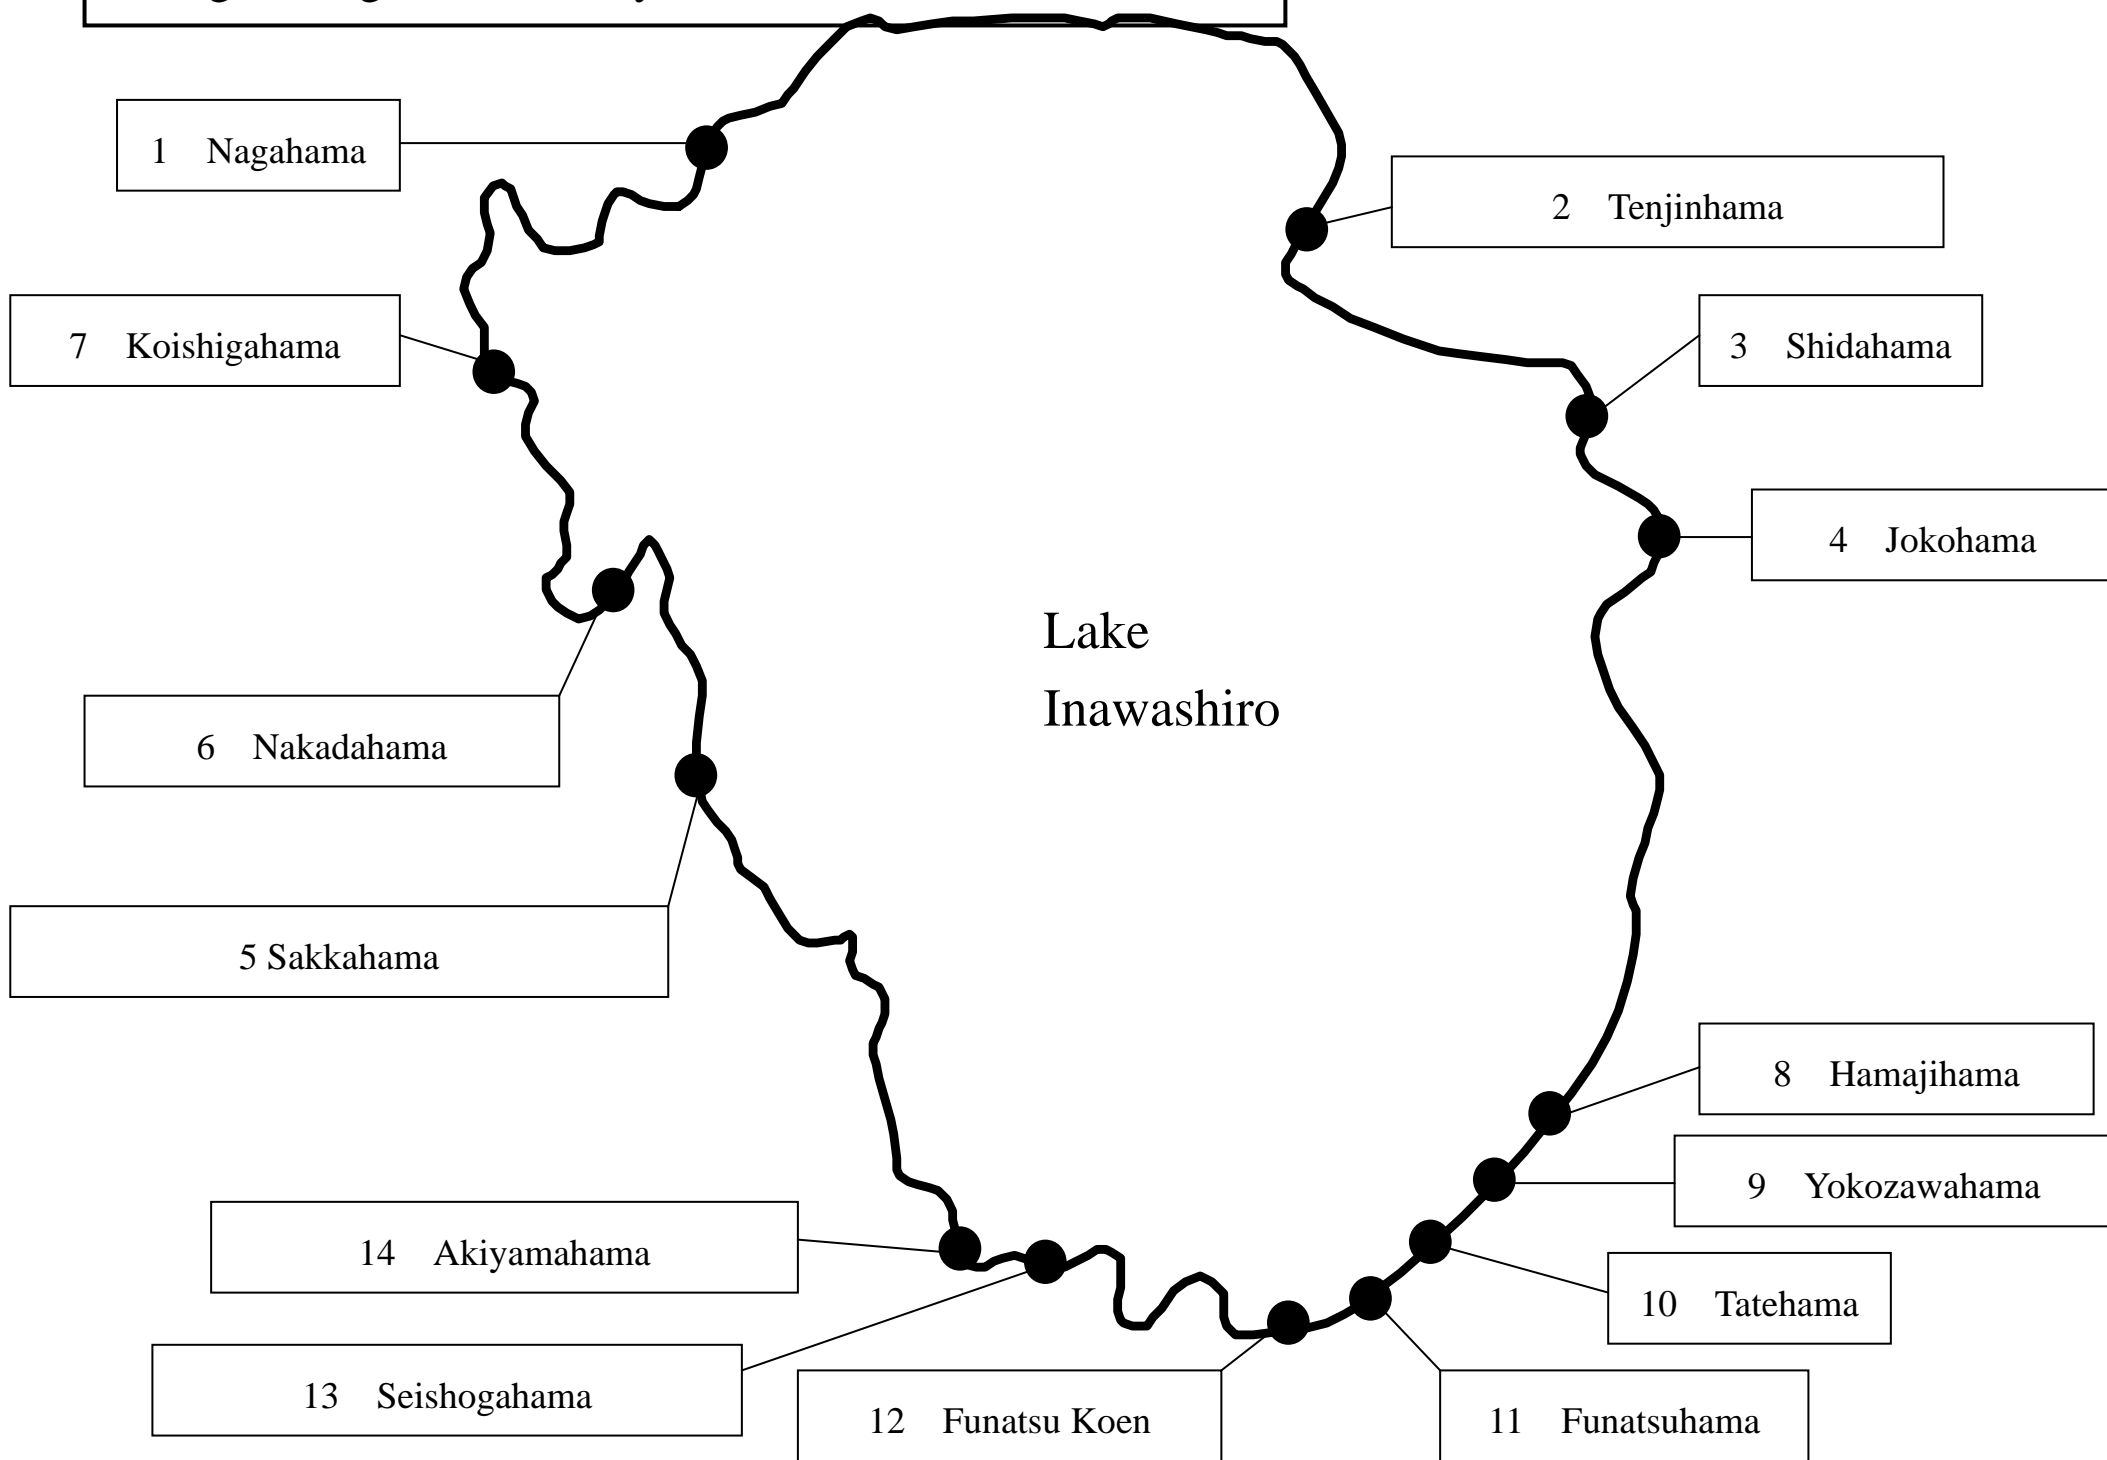 1 Nagahama
2 Tenjinhama
7 Koishigahama
3 Shidahama
4 Jokohama
Lake
Inawashiro
6 Nakadahama
5 Sakkahama
8 Hamajihama
9 Yokozawahama
14 Akiyamahama
10 Tatehama
13 Seishogahama
12 Funatsu Koen
11 Funatsuhama